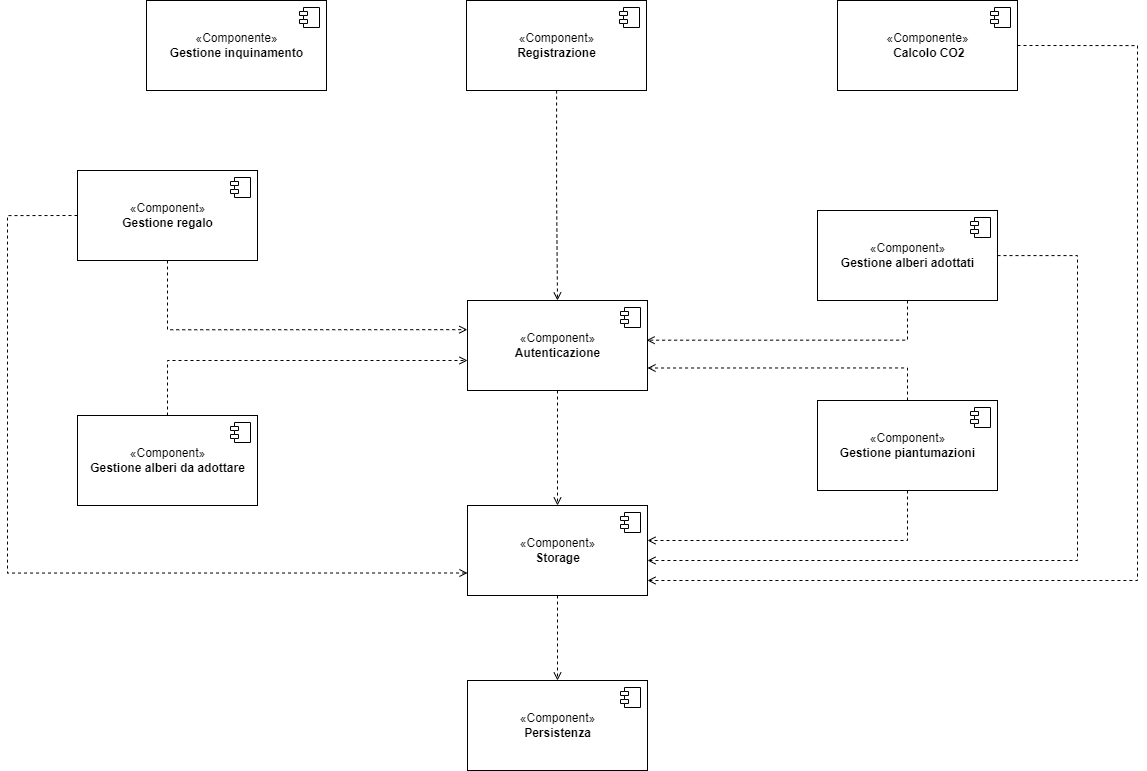 «Componente»
Gestione inquinamento
«Component»
Registrazione
«Componente»
Calcolo CO2
«Component»
Gestione regalo
«Component»
Gestione alberi adottati
«Component»
Autenticazione
«Component»
Gestione alberi da adottare
«Component»
Gestione piantumazioni
«Component»
Storage
«Component»
Persistenza